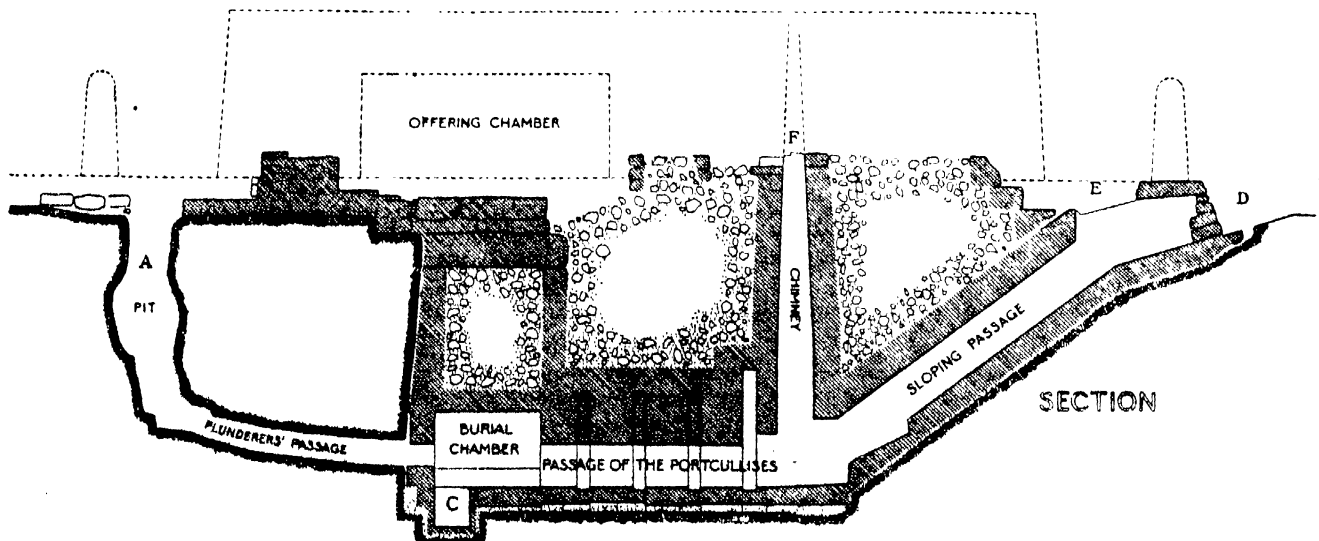 OFFERING CHAMBER
F
E
D
A
PIT
CHIMNEY
SLOPING PASSAGE
SECTION
PLUNDERERS' PASSAGE
BURIAL
CHAMBER
PASSAGE OF THE PORTCULLISES
C